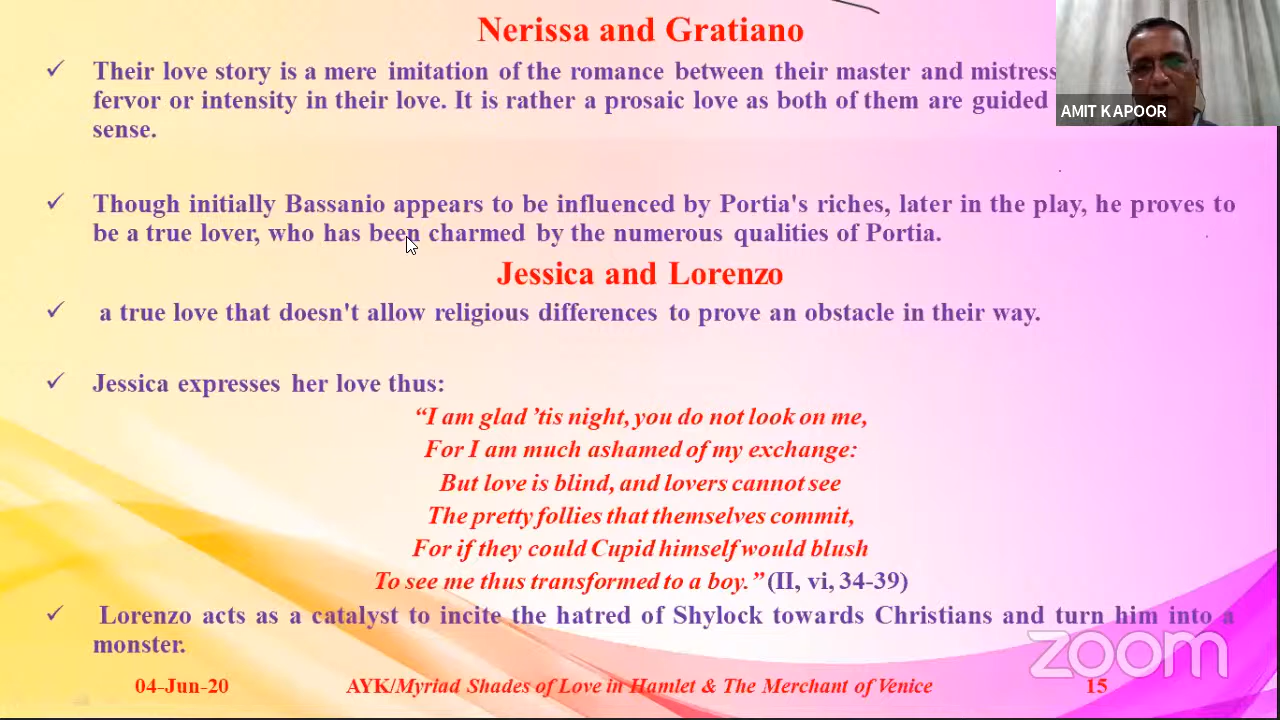 Nerissa and Gratiano
✓ Their love story is a mere imitation of the romance between their master and mistress
fervor or intensity in their love. It is rather a prosaic love as both of them are guided
sense.
AMIT KAPOOR
✓ Though initially Bassanio appears to be influenced by Portia's riches, later in the play, he proves to
be a true lover, who has been charmed by the numerous qualities of Portia.
Jessica and Lorenzo
✓ a true love that doesn't allow religious differences to prove an obstacle in their way.
✓ Jessica expresses her love thus:
“I am glad ’tis night, you do not look on me,
For I am much ashamed of my exchange:
But love is blind, and lovers cannot see
The pretty follies that themselves commit,
For if they could Cupid himself would blush
To see me thus transformed to a boy.” (II, vi, 34-39)
✓ Lorenzo acts as a catalyst to incite the hatred of Shylock towards Christians and turn him into a
monster.
zoom
04-Jun-20 AYK/Myriad Shades of Love in Hamlet & The Merchant of Venice 15